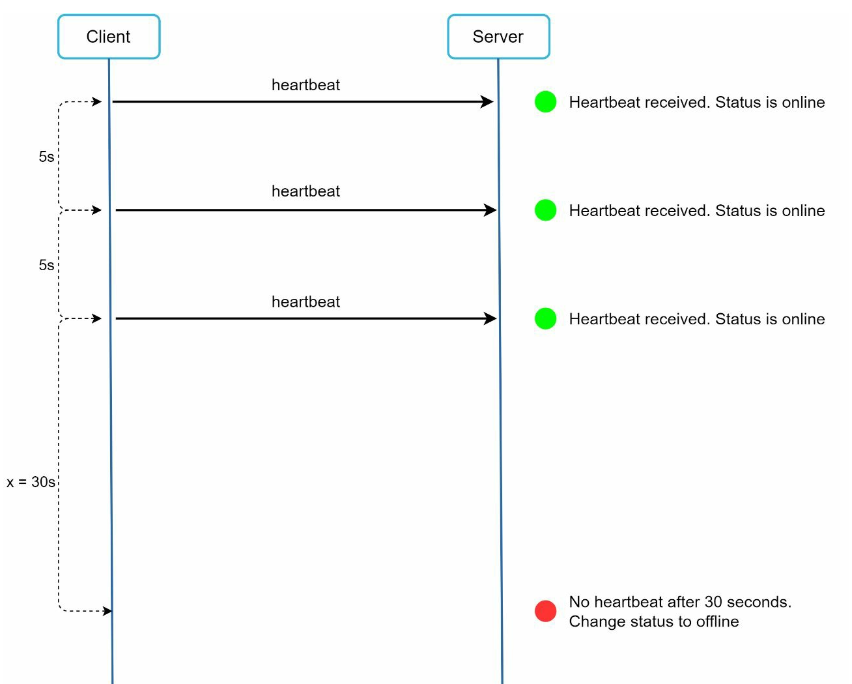 Client
Server
heartbeat
Heartbeat received. Status is online
5s
heartbeat
Heartbeat received. Status is online
5s
heartbeat
Heartbeat received. Status is online
x = 30s
No heartbeat after 30 seconds.
Change status to offline